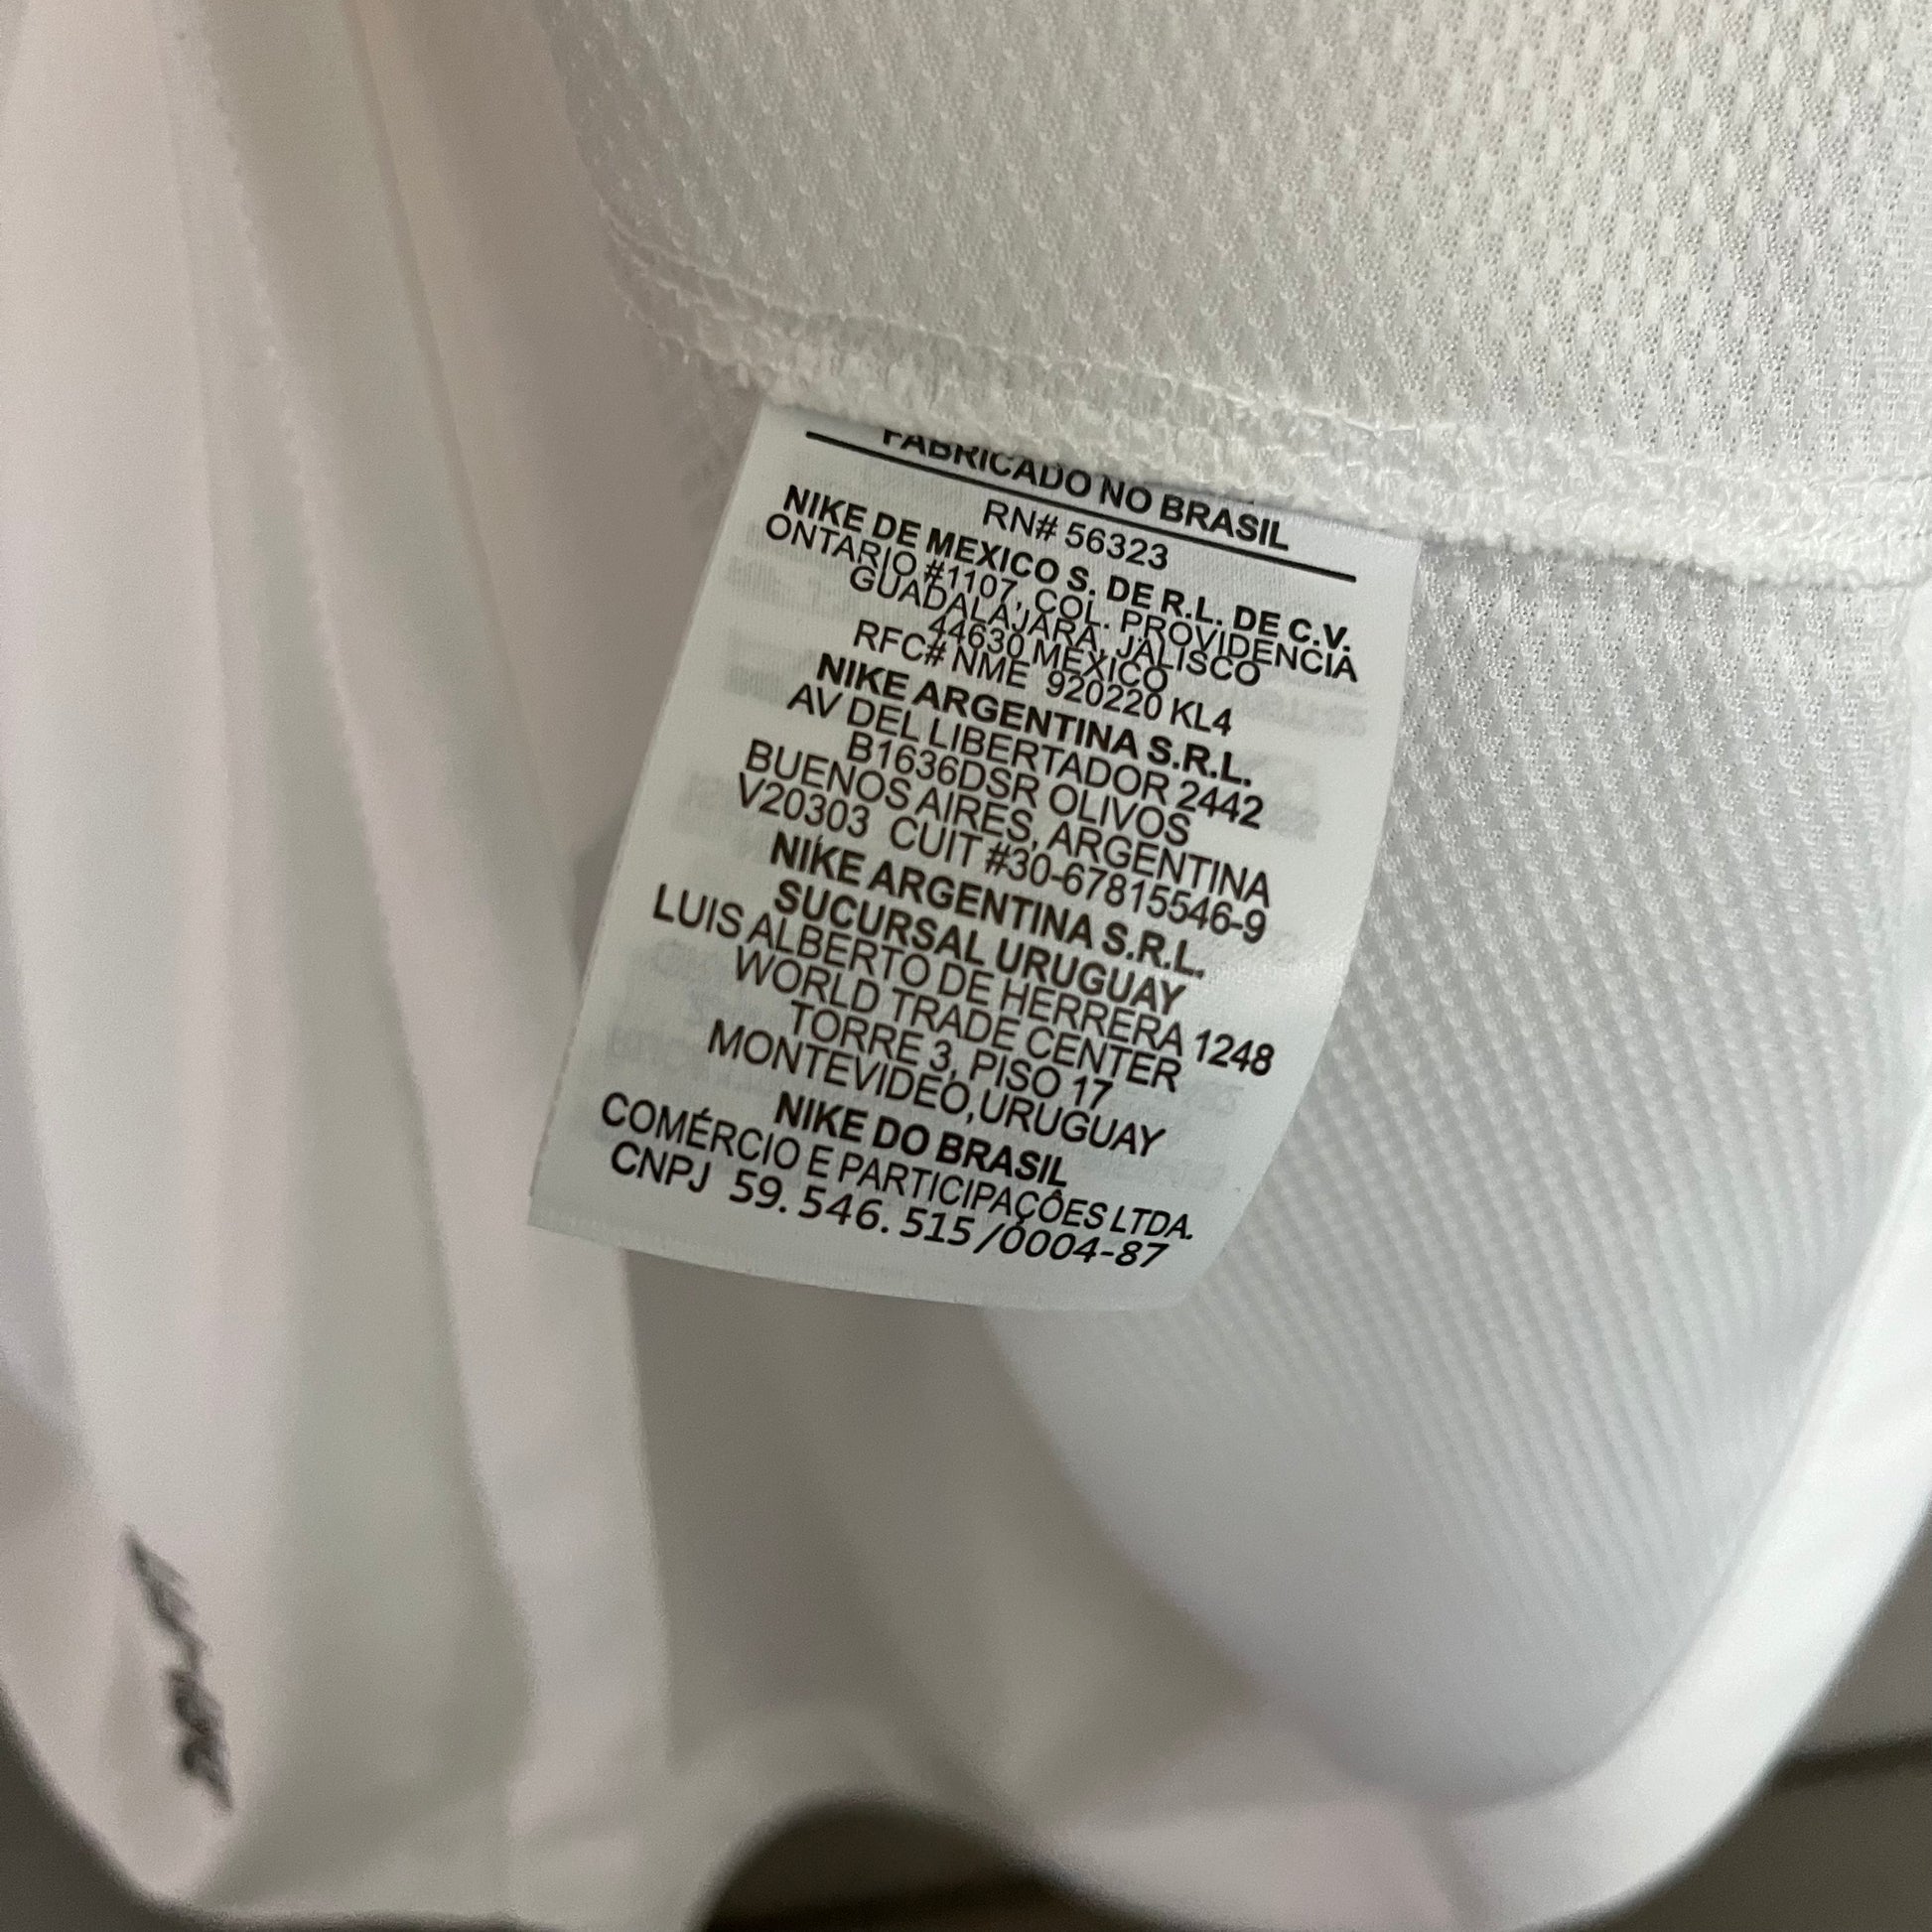 FABRICADO NO BRASIL
RN# 56323
NIKE DE MEXICO S. DE R.L. DE C.V.
ONTARIO #1107, COL. PROVIDENCIA
GUADALAJARA, JALISCO
44630 MEXICO
RFC# NME 920220 KL4
NIKE ARGENTINA S.R.L.
AV DEL LIBERTADOR 2442
B1636DSR OLIVOS
BUENOS AIRES, ARGENTINA
V20303 CUIT #30-67815546-9
NIKE ARGENTINA S.R.L.
SUCURSAL URUGUAY
LUIS ALBERTO DE HERRERA 1248
WORLD TRADE CENTER
TORRE 3, PISO 17
MONTEVIDEO,URUGUAY
NIKE DO BRASIL
COMÉRCIO E PARTICIPAÇÔES LTDA.
CNPJ 59.546.515/0004-87
DRI-FIT